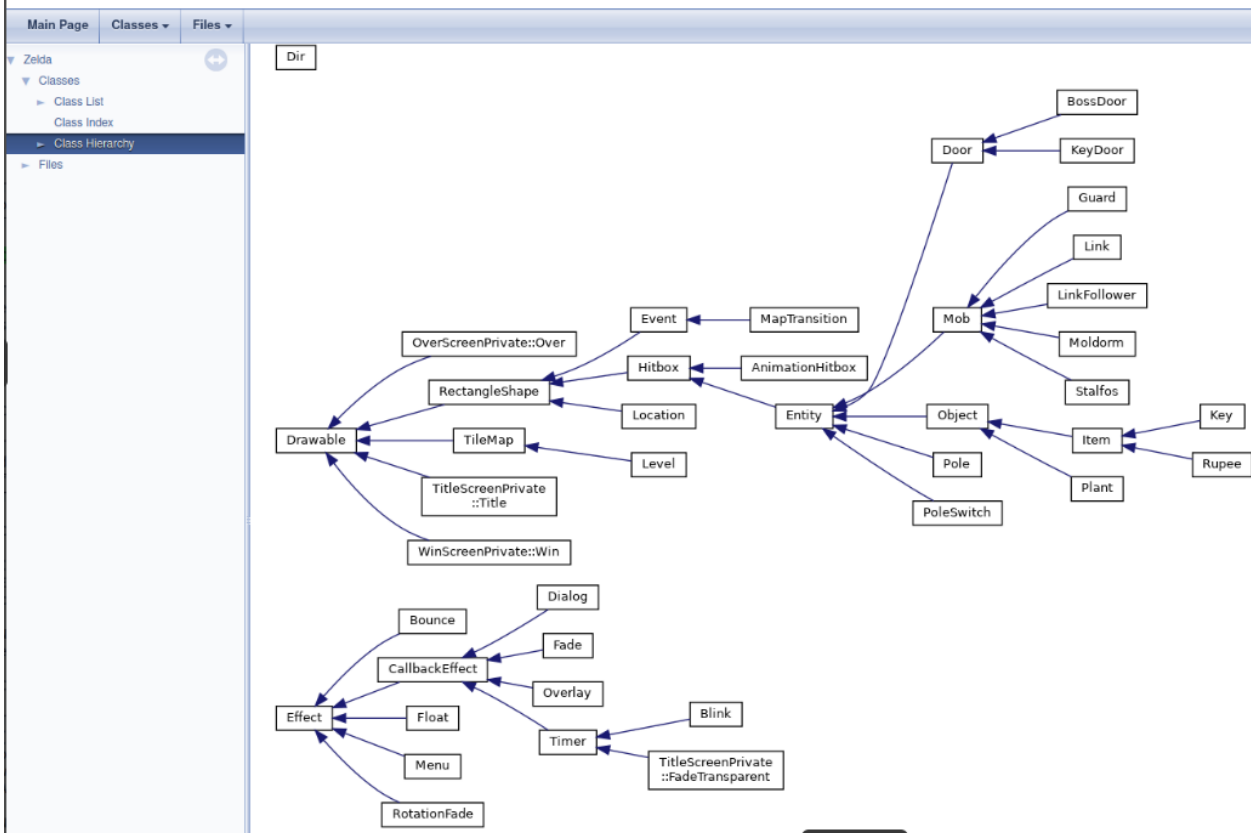 Main Page
Classes
Files
Zelda
Classes
Class List
Class Index
Class Hierarchy
Files
Dir
BossDoor
Door
KeyDoor
Guard
Link
LinkFollower
Mob
Moldorm
Stalfos
Event
MapTransition
OverScreenPrivate::Over
Hitbox
AnimationHitbox
RectangleShape
Location
Entity
Object
Key
Drawable
TileMap
Item
Level
Pole
Rupee
TitleScreenPrivate
::Title
Plant
PoleSwitch
WinScreenPrivate::Win
Dialog
Bounce
Fade
CallbackEffect
Overlay
Effect
Float
Blink
Timer
Menu
TitleScreenPrivate
::FadeTransparent
RotationFade